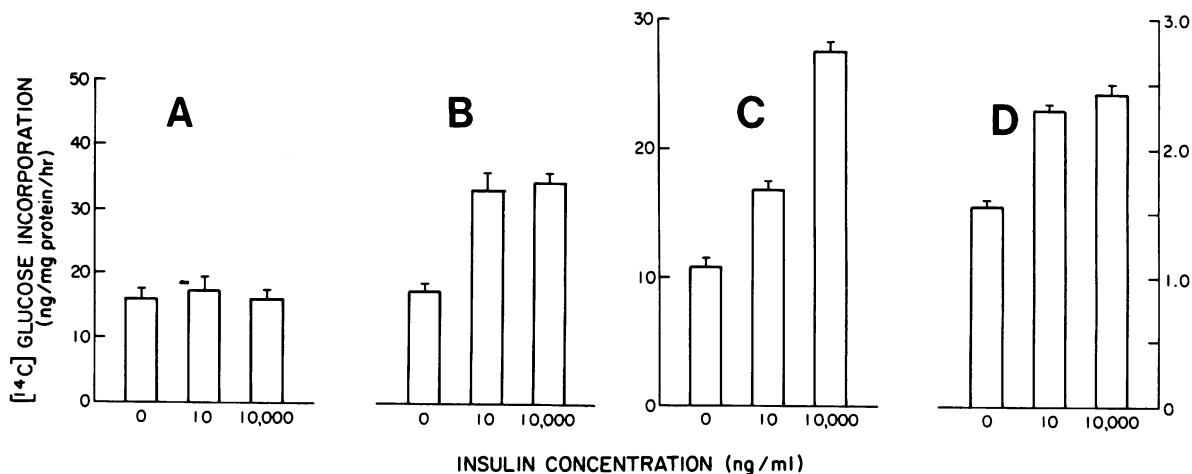 [¹⁴C] GLUCOSE INCORPORATION
(ng/mg protein/hr)
50
40
30
20
10
0
A
0 10 10,000
B
0 10 10,000
30
20
10
0
C
0 10 10,000
D
0 10 10,000
3.0
2.0
1.0
0
INSULIN CONCENTRATION (ng/ml)